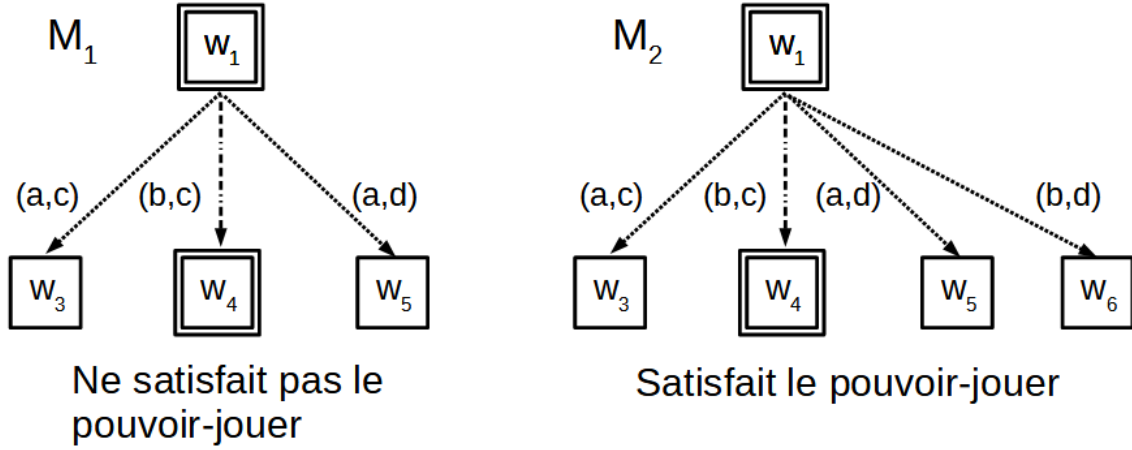 M₁ w₁
(a,c) (b,c) (a,d)
w₃ w₄ w₅
Ne satisfait pas le
pouvoir-jouer
M₂ w₁
(a,c) (b,c) (a,d) (b,d)
w₃ w₄ w₅ w₆
Satisfait le pouvoir-jouer